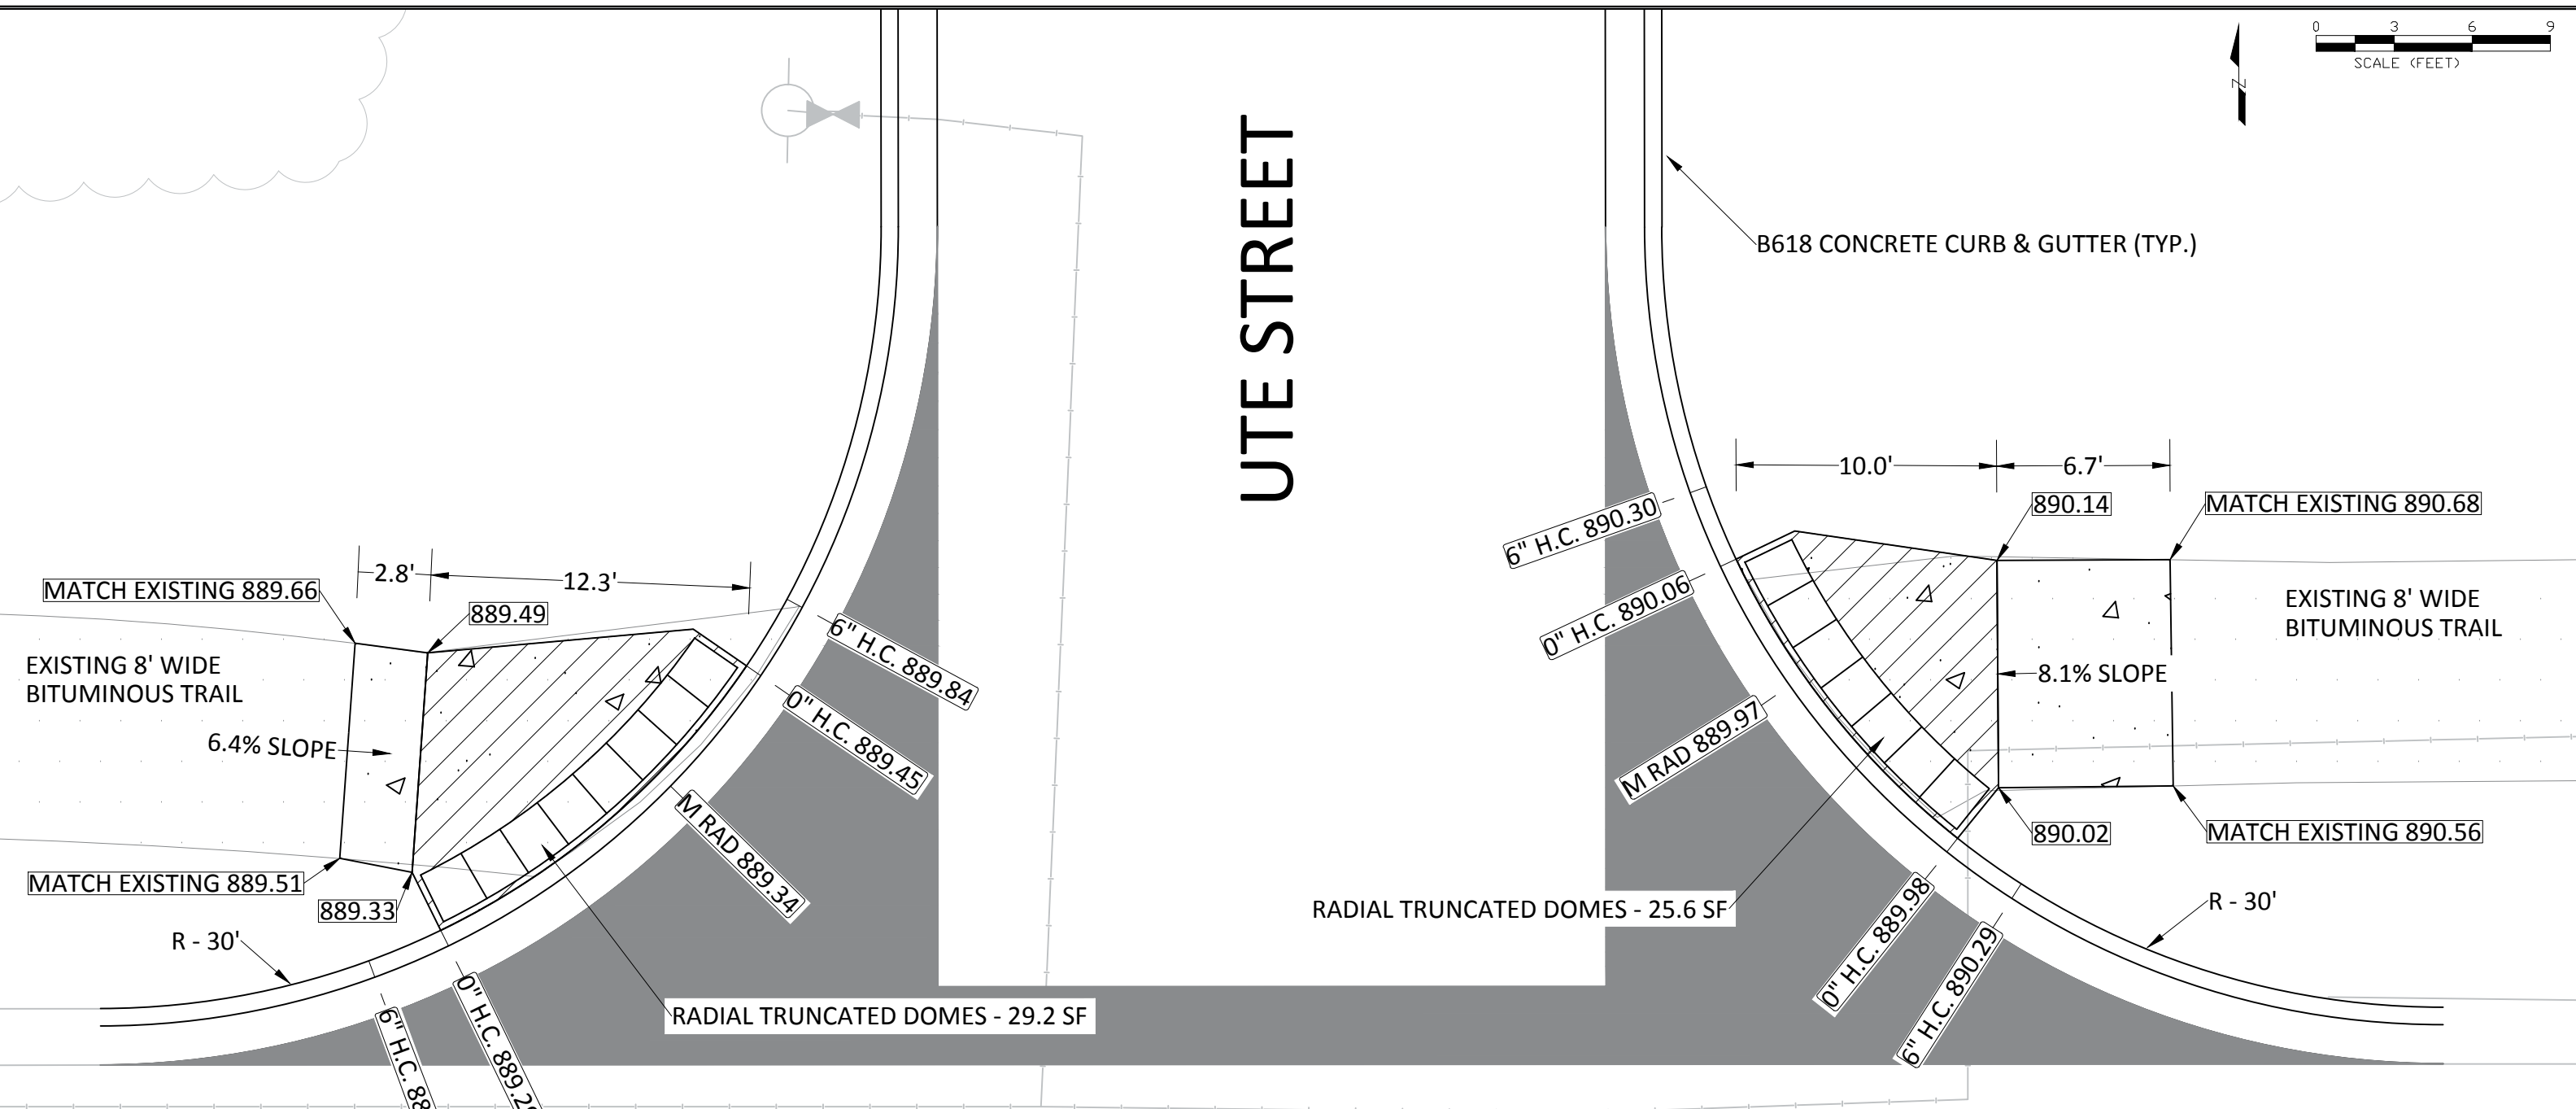 0 3 6 9
SCALE (FEET)
N
UTE STREET
B618 CONCRETE CURB & GUTTER (TYP.)
10.0'
6.7'
890.14
MATCH EXISTING 890.68
6" H.C. 890.30
0" H.C. 890.06
M RAD 889.97
EXISTING 8' WIDE
BITUMINOUS TRAIL
8.1% SLOPE
890.02
MATCH EXISTING 890.56
RADIAL TRUNCATED DOMES - 25.6 SF
0" H.C. 889.98
6" H.C. 890.29
R - 30'
2.8'
12.3'
MATCH EXISTING 889.66
889.49
EXISTING 8' WIDE
BITUMINOUS TRAIL
6.4% SLOPE
6" H.C. 889.84
0" H.C. 889.45
M RAD 889.34
MATCH EXISTING 889.51
889.33
R - 30'
RADIAL TRUNCATED DOMES - 29.2 SF
6" H.C.
0" H.C.